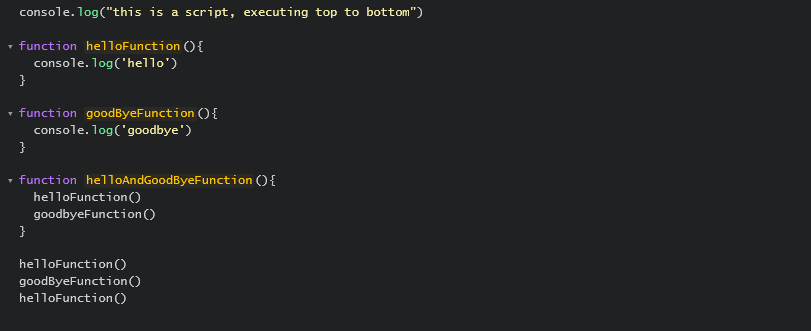 console.log("this is a script, executing top to bottom")
function helloFunction(){
console.log('hello')
}
function goodByeFunction(){
console.log('goodbye')
}
function helloAndGoodByeFunction(){
helloFunction()
goodbyeFunction()
}
helloFunction()
goodByeFunction()
helloFunction()